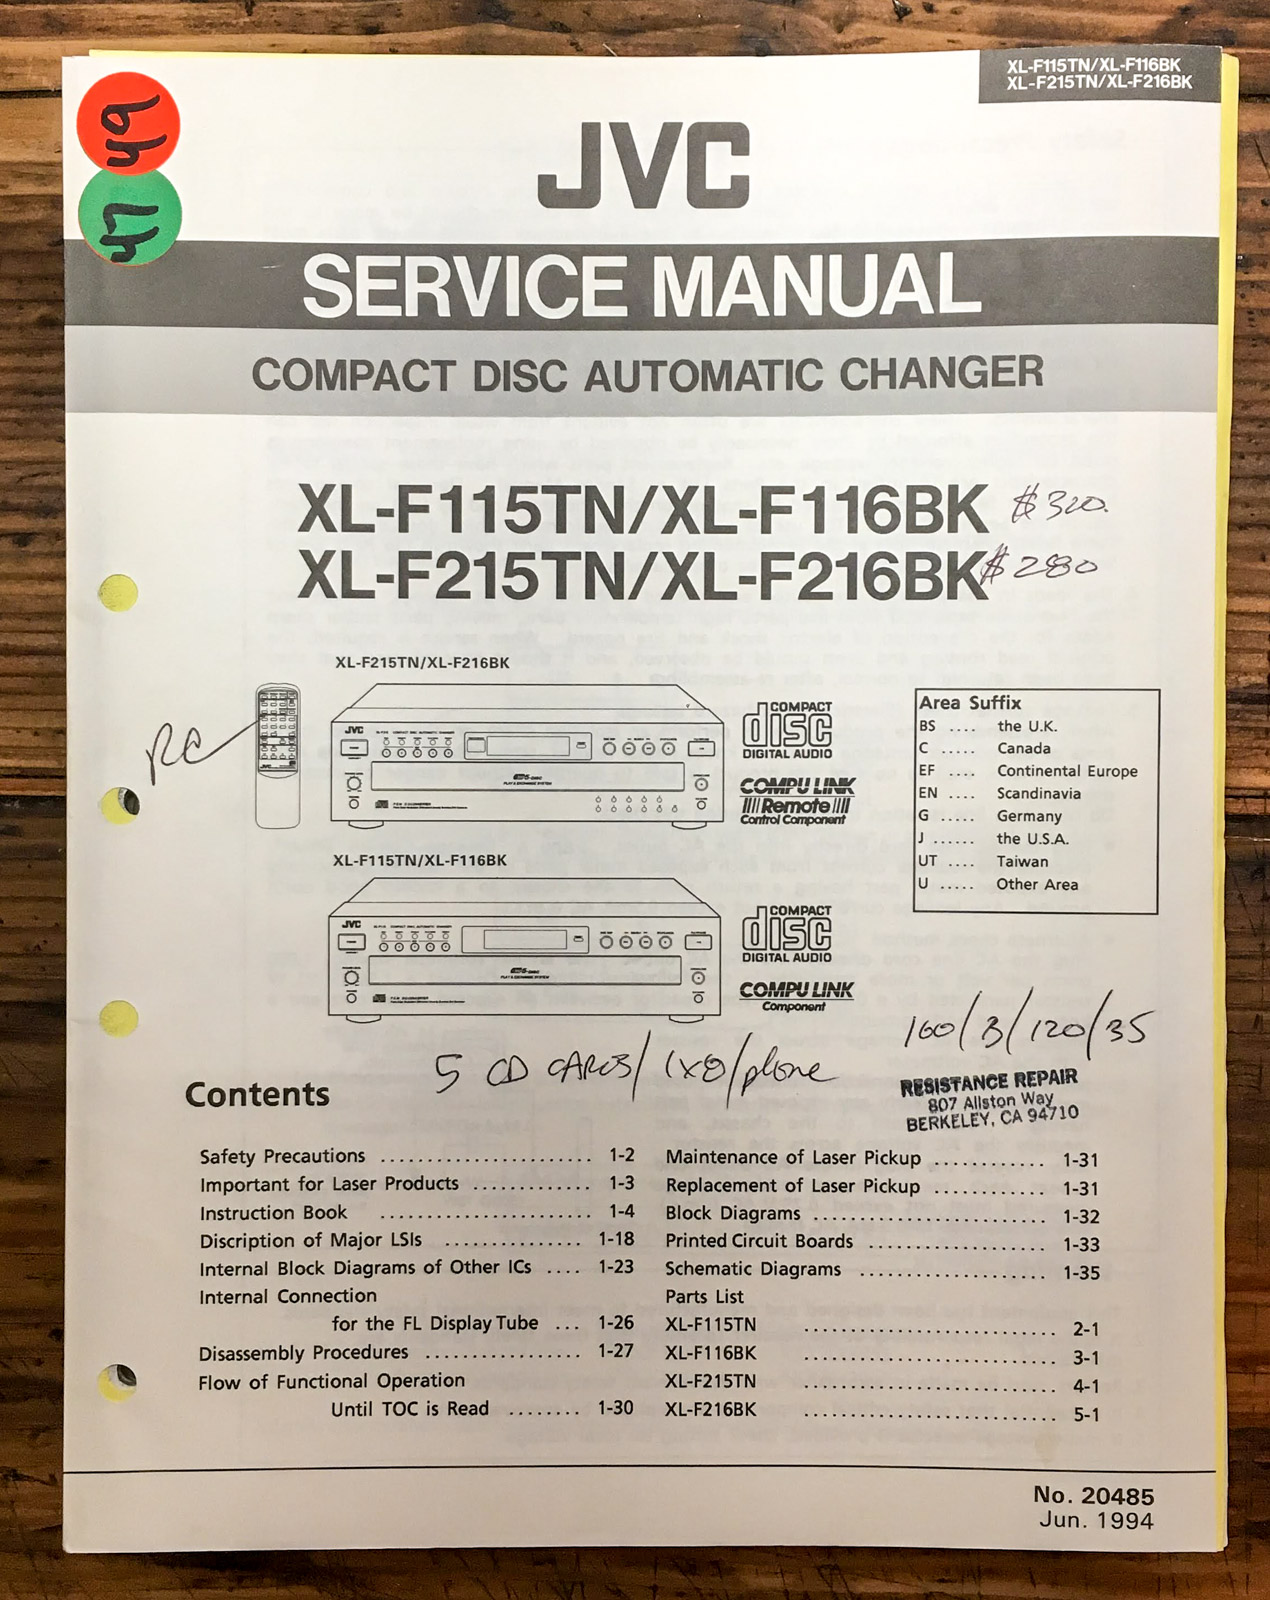 XL-F115TN/XL-F116BK
XL-F215TN/XL-F216BK
49
47
JVC
SERVICE MANUAL
COMPACT DISC AUTOMATIC CHANGER
XL-F115TN/XL-F116BK $320.
XL-F215TN/XL-F216BK $280
XL-F215TN/XL-F216BK
RC
JVC
COMPACT
disc
DIGITAL AUDIO
COMPU LINK
Remote
Control Component
Area Suffix
BS .... the U.K.
C ..... Canada
EF .... Continental Europe
EN .... Scandinavia
G ..... Germany
J ...... the U.S.A.
UT .... Taiwan
U ..... Other Area
XL-F115TN/XL-F116BK
JVC
COMPACT
disc
DIGITAL AUDIO
COMPU LINK
Component
160/3/120/35
5 CD CAROS/1XO/plone
RESISTANCE REPAIR
807 Allston Way
BERKELEY, CA 94710
Contents
Safety Precautions ...................... 1-2
Important for Laser Products ............. 1-3
Instruction Book ...................... 1-4
Discription of Major LSIs ............... 1-18
Internal Block Diagrams of Other ICs .... 1-23
Internal Connection
for the FL Display Tube ... 1-26
Disassembly Procedures ................. 1-27
Flow of Functional Operation
Until TOC is Read ........ 1-30
Maintenance of Laser Pickup ............ 1-31
Replacement of Laser Pickup ............ 1-31
Block Diagrams ......................... 1-32
Printed Circuit Boards ................... 1-33
Schematic Diagrams .................... 1-35
Parts List
XL-F115TN ........................... 2-1
XL-F116BK ........................... 3-1
XL-F215TN ........................... 4-1
XL-F216BK ........................... 5-1
No. 20485
Jun. 1994